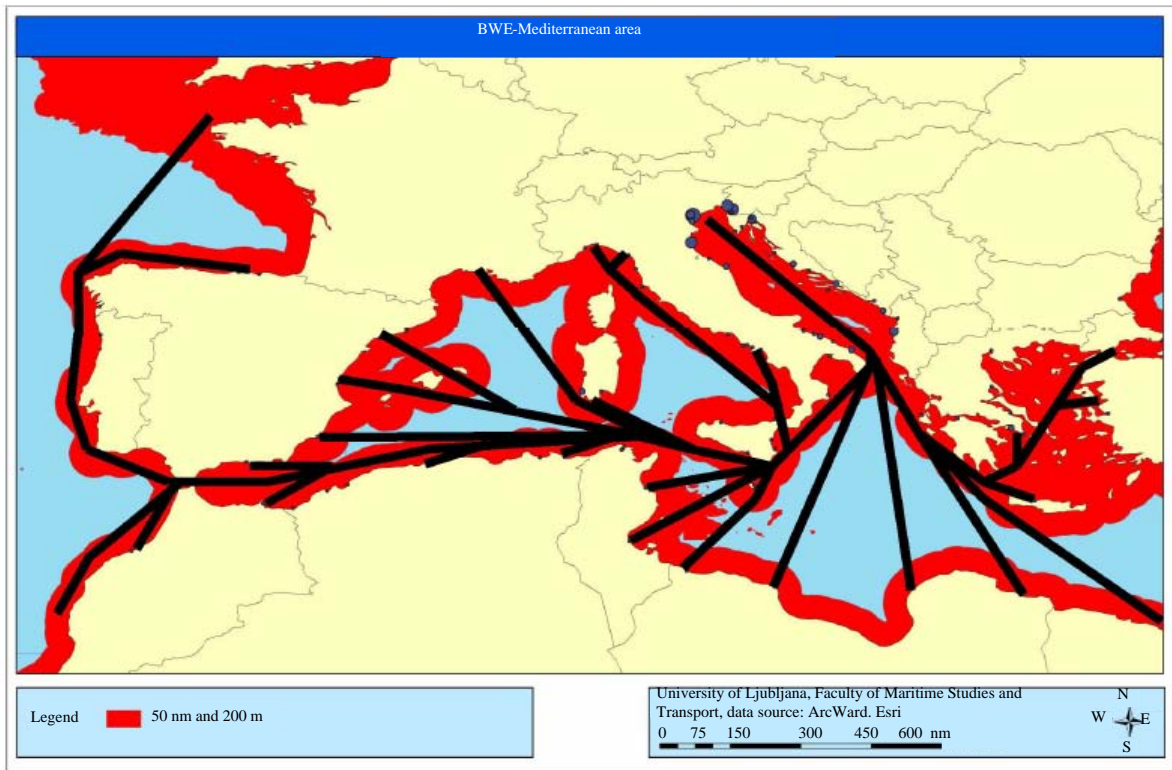 BWE-Mediterranean area
Legend
50 nm and 200 m
University of Ljubljana, Faculty of Maritime Studies and
Transport, data source: ArcWard. Esri
0 75 150 300 450 600 nm
N
W E
S